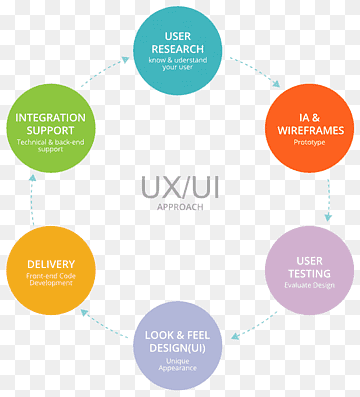 USER
RESEARCH
know & uderstand
your user
IA &
WIREFRAMES
Prototype
USER
TESTING
Evaluate Design
LOOK & FEEL
DESIGN(UI)
Unique
Appearance
DELIVERY
Front-end Code
Development
INTEGRATION
SUPPORT
Technical & back-end
support
UX/UI
APPROACH